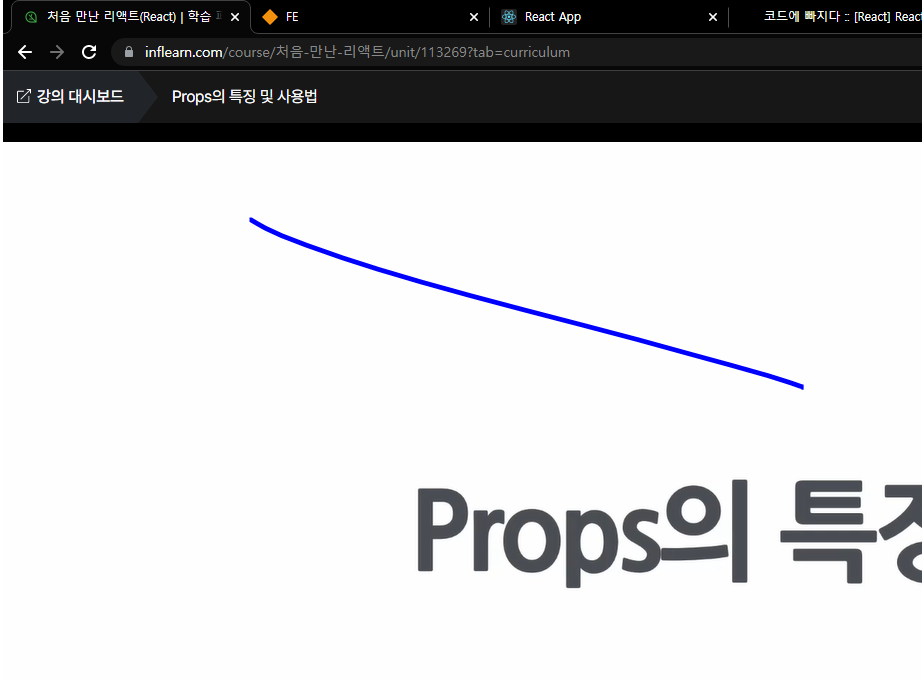 처음 만난 리액트(React) | 학습
FE
React App
코드에 빠지다 :: [React] Reac
inflearn.com/course/처음-만난-리액트/unit/113269?tab=curriculum
강의 대시보드
Props의 특징 및 사용법
Props의 특징